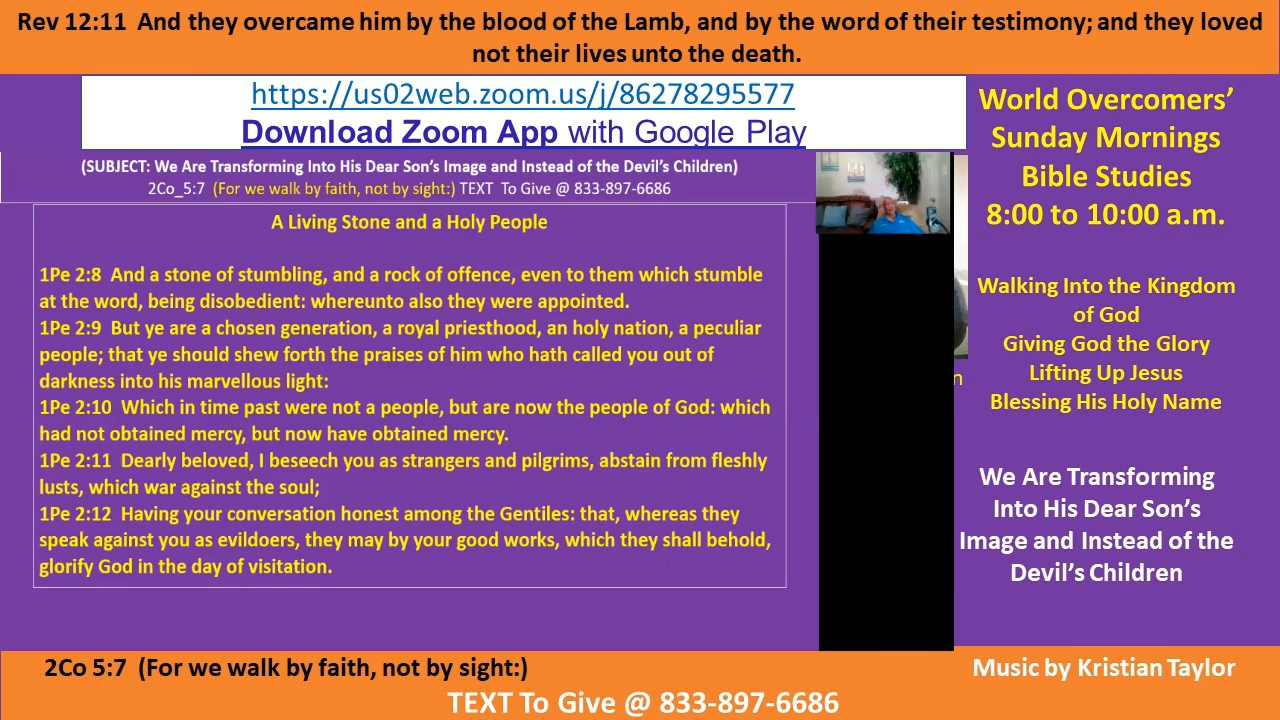 Rev 12:11  And they overcame him by the blood of the Lamb, and by the word of their testimony; and they loved
not their lives unto the death.
https://us02web.zoom.us/j/86278295577
Download Zoom App with Google Play
(SUBJECT: We Are Transforming Into His Dear Son's Image and Instead of the Devil's Children)
2Co_5:7  (For we walk by faith, not by sight:) TEXT  To Give @ 833-897-6686
A Living Stone and a Holy People
1Pe 2:8  And a stone of stumbling, and a rock of offence, even to them which stumble
at the word, being disobedient: whereunto also they were appointed.
1Pe 2:9  But ye are a chosen generation, a royal priesthood, an holy nation, a peculiar
people; that ye should shew forth the praises of him who hath called you out of
darkness into his marvellous light:
1Pe 2:10  Which in time past were not a people, but are now the people of God: which
had not obtained mercy, but now have obtained mercy.
1Pe 2:11  Dearly beloved, I beseech you as strangers and pilgrims, abstain from fleshly
lusts, which war against the soul;
1Pe 2:12  Having your conversation honest among the Gentiles: that, whereas they
speak against you as evildoers, they may by your good works, which they shall behold,
glorify God in the day of visitation.
n
World Overcomers'
Sunday Mornings
Bible Studies
8:00 to 10:00 a.m.
Walking Into the Kingdom
of God
Giving God the Glory
Lifting Up Jesus
Blessing His Holy Name
We Are Transforming
Into His Dear Son's
Image and Instead of the
Devil's Children
2Co 5:7  (For we walk by faith, not by sight:)
Music by Kristian Taylor
TEXT To Give @ 833-897-6686